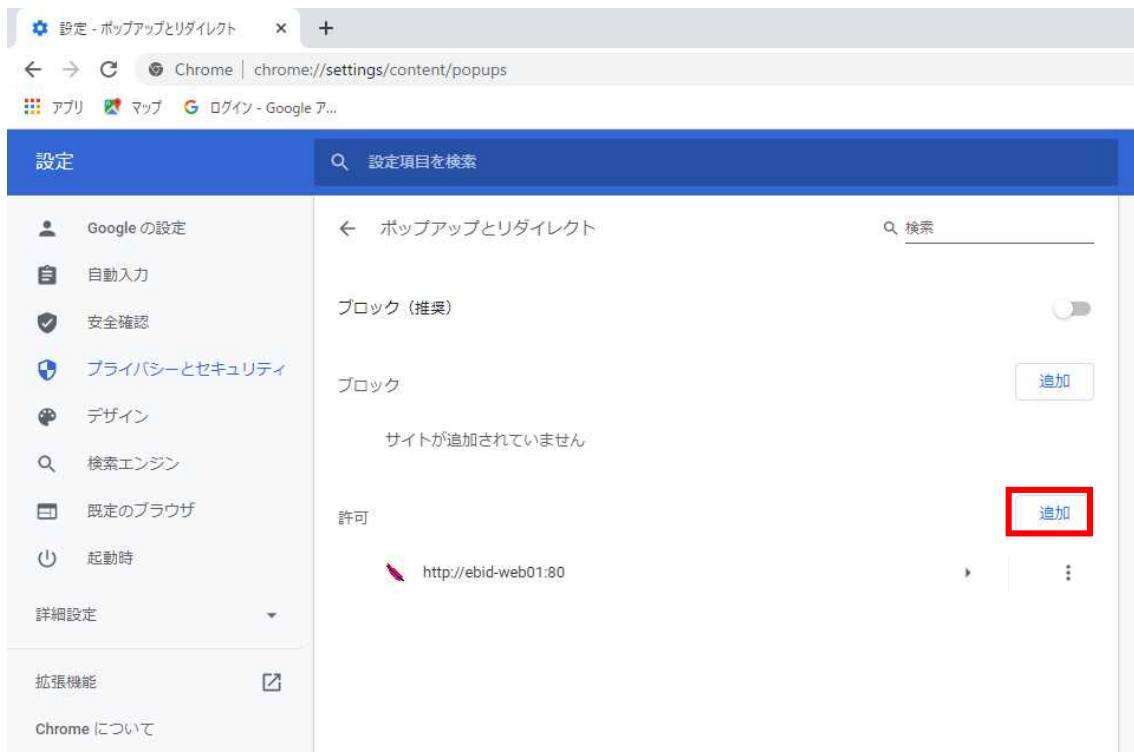 設定 - ポップアップとリダイレクト
Chrome | chrome://settings/content/popups
アプリ マップ ログイン - Google ア...
設定
設定項目を検索
Google の設定
自動入力
安全確認
プライバシーとセキュリティ
デザイン
検索エンジン
既定のブラウザ
起動時
詳細設定
拡張機能
Chrome について
ポップアップとリダイレクト
検索
ブロック（推奨）
ブロック
追加
サイトが追加されていません
許可
追加
http://ebid-web01:80